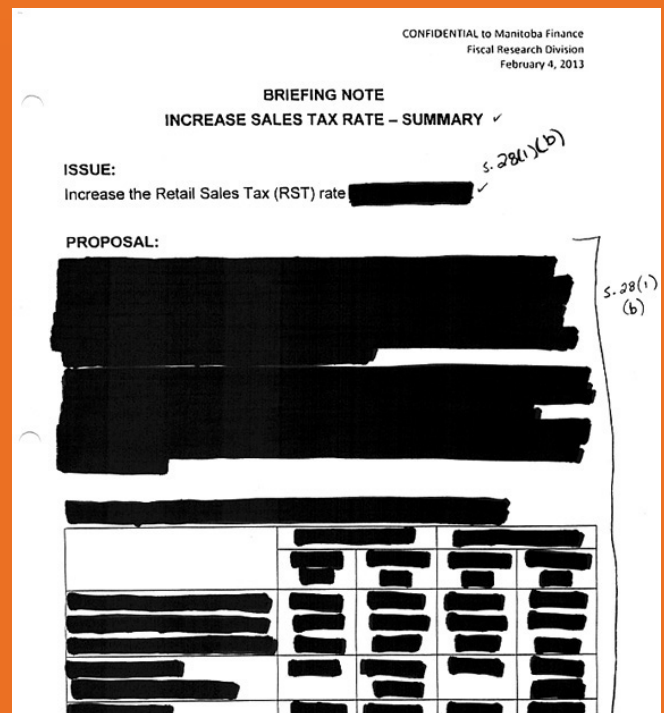 CONFIDENTIAL to Manitoba Finance
Fiscal Research Division
February 4, 2013
BRIEFING NOTE
INCREASE SALES TAX RATE – SUMMARY ✓
s.28(1)(b)
ISSUE:
Increase the Retail Sales Tax (RST) rate
PROPOSAL:
s.28(1)
(b)